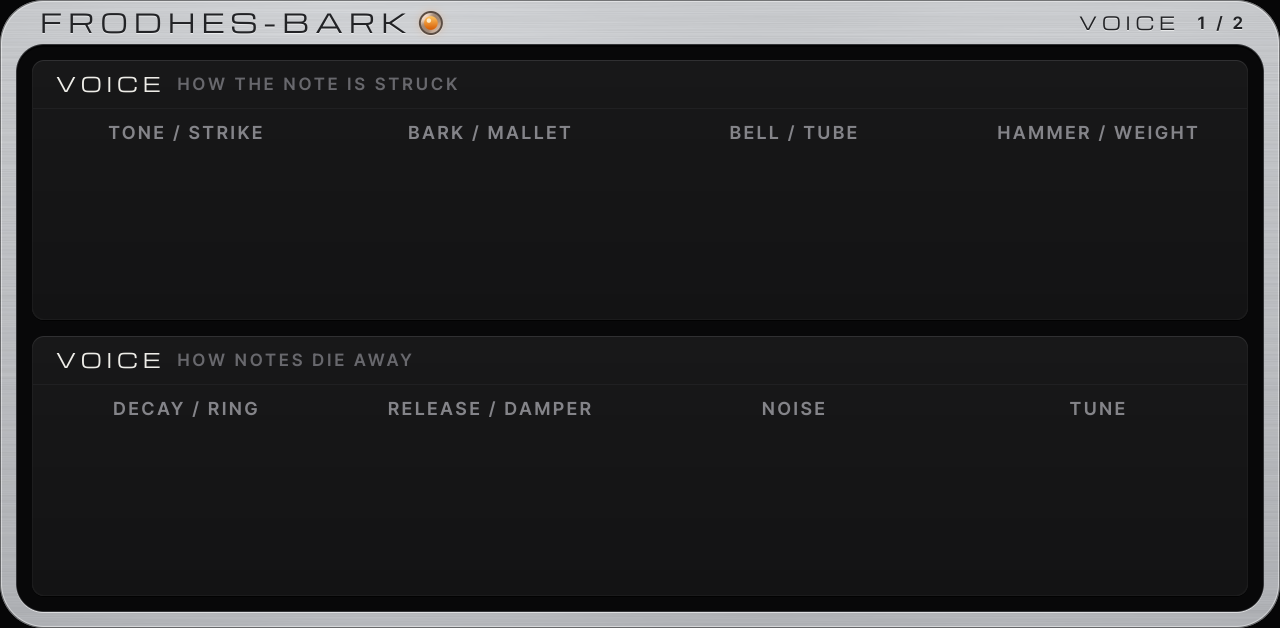 FRODHES-BARK
VOICE 1 / 2
VOICE HOW THE NOTE IS STRUCK
TONE / STRIKE BARK / MALLET BELL / TUBE HAMMER / WEIGHT
VOICE HOW NOTES DIE AWAY
DECAY / RING RELEASE / DAMPER NOISE TUNE